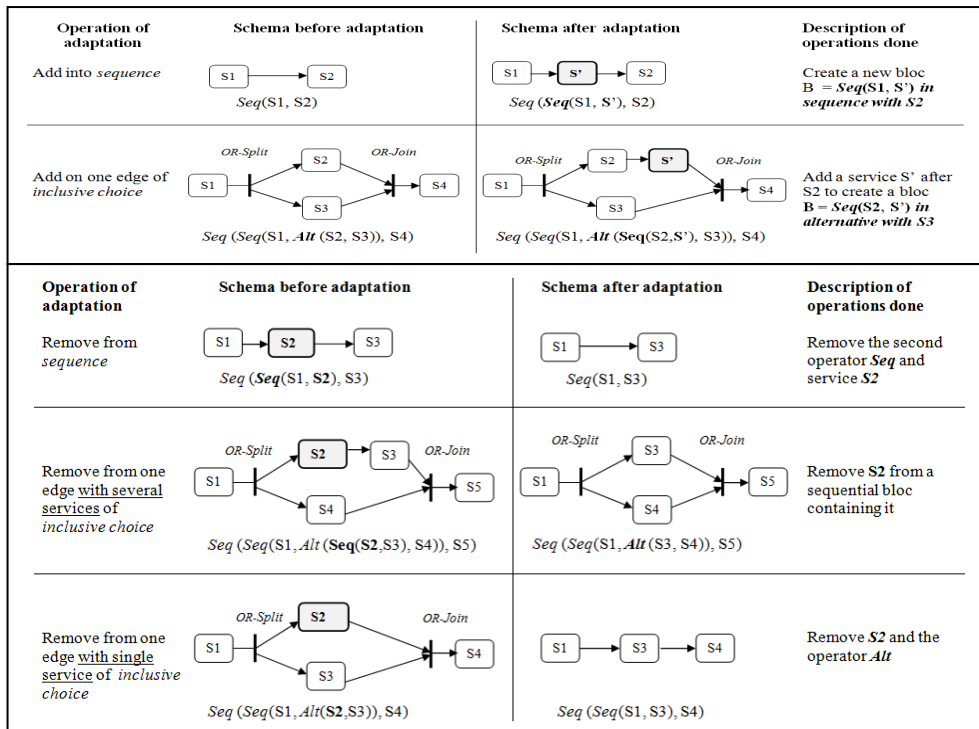 Operation of adaptation
Schema before adaptation
Schema after adaptation
Description of operations done
Add into sequence
S1
S2
Seq(S1, S2)
S1
S'
S2
Seq (Seq(S1, S'), S2)
Create a new bloc
B = Seq(S1, S’) in
sequence with S2
Add on one edge of
inclusive choice
OR-Split
OR-Join
S1
S2
S3
S4
Seq (Seq(S1, Alt (S2, S3)), S4)
OR-Split
OR-Join
S1
S2
S'
S3
S4
Seq (Seq(S1, Alt (Seq(S2,S'), S3)), S4)
Add a service S’ after
S2 to create a bloc
B = Seq(S2, S’) in
alternative with S3
Operation of
adaptation
Schema before adaptation
Schema after adaptation
Description of
operations done
Remove from
sequence
S1
S2
S3
Seq (Seq(S1, S2), S3)
S1
S3
Seq(S1, S3)
Remove the second
operator Seq and
service S2
Remove from one
edge with several
services of
inclusive choice
OR-Split
OR-Join
S1
S2
S3
S4
S5
Seq (Seq(S1, Alt (Seq(S2,S3), S4)), S5)
OR-Split
OR-Join
S1
S3
S4
S5
Seq (Seq(S1, Alt (S3, S4)), S5)
Remove S2 from a
sequential bloc
containing it
Remove from one
edge with single
service of inclusive
choice
OR-Split
OR-Join
S1
S2
S3
S4
Seq (Seq(S1, Alt(S2,S3)), S4)
S1
S3
S4
Seq (Seq(S1, S3), S4)
Remove S2 and the
operator Alt